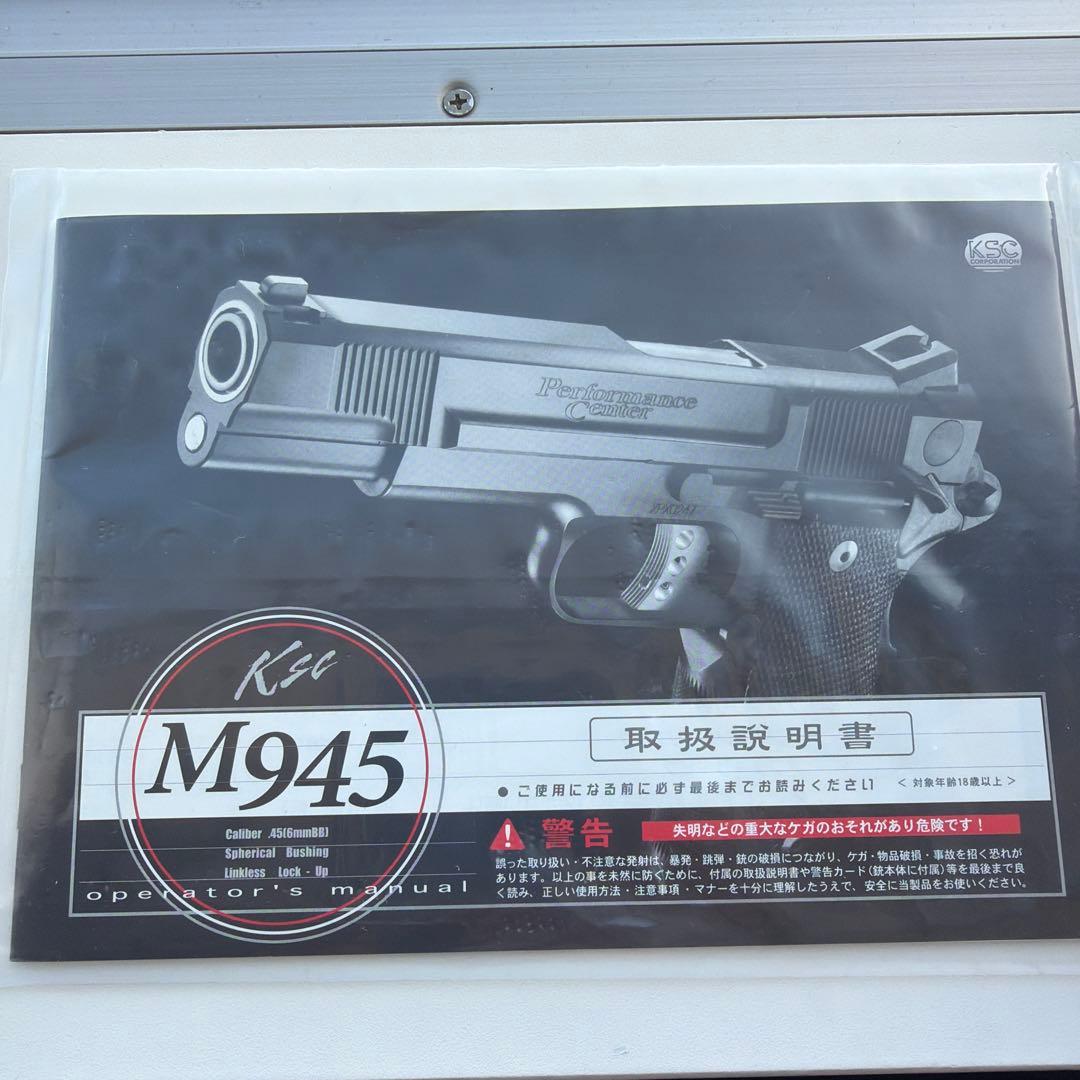 KSC
CORPORATION
Performance
Center
KSC
M945
Caliber .45(6mmBB)
Spherical Bushing
Linkless Lock-Up
operator's manual
取扱説明書
●ご使用になる前に必ず最後までお読みください
<対象年齢18歳以上>
警告
失明などの重大なケガのおそれがあり危険です！
誤った取り扱い・不注意な発射は、暴発・跳弾・銃の破損につながり、ケガ・物品破損・事故を招く恐れが
あります。以上の事を未然に防ぐために、付属の取扱説明書や警告カード(銃本体に付属)等を最後まで良
く読み、正しい使用方法・注意事項・マナーを十分に理解したうえで、安全に当製品をお使いください。